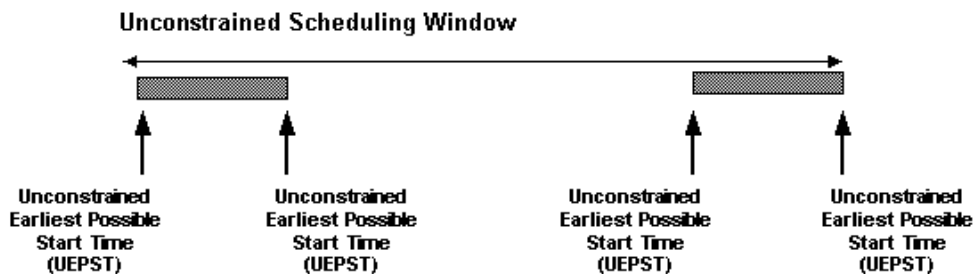 Unconstrained Scheduling Window
Unconstrained
Earliest Possible
Start Time
(UEPST)
Unconstrained
Earliest Possible
Start Time
(UEPST)
Unconstrained
Earliest Possible
Start Time
(UEPST)
Unconstrained
Earliest Possible
Start Time
(UEPST)